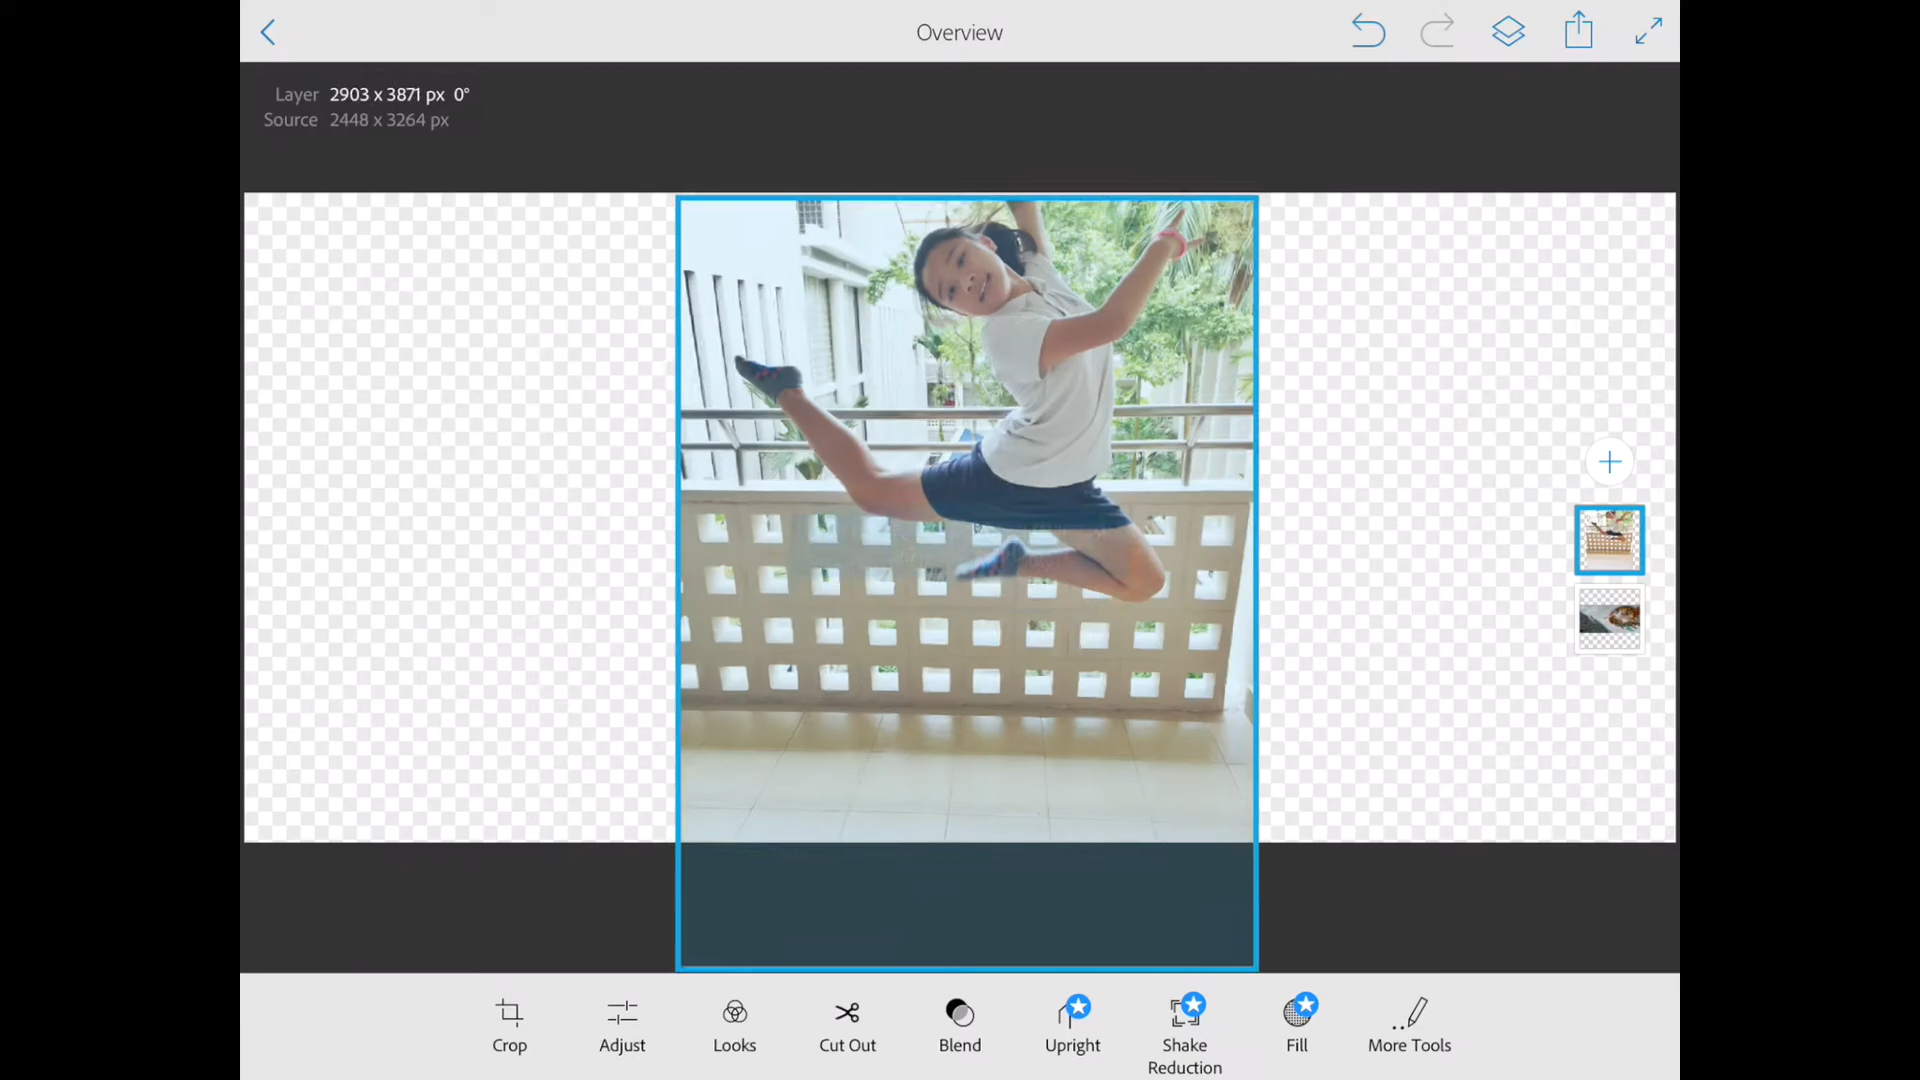 Overview
Layer 2903 x 3871 px 0°
Source 2448 x 3264 px
Crop
Adjust
Looks
Cut Out
Blend
Upright
Shake
Reduction
Fill
More Tools